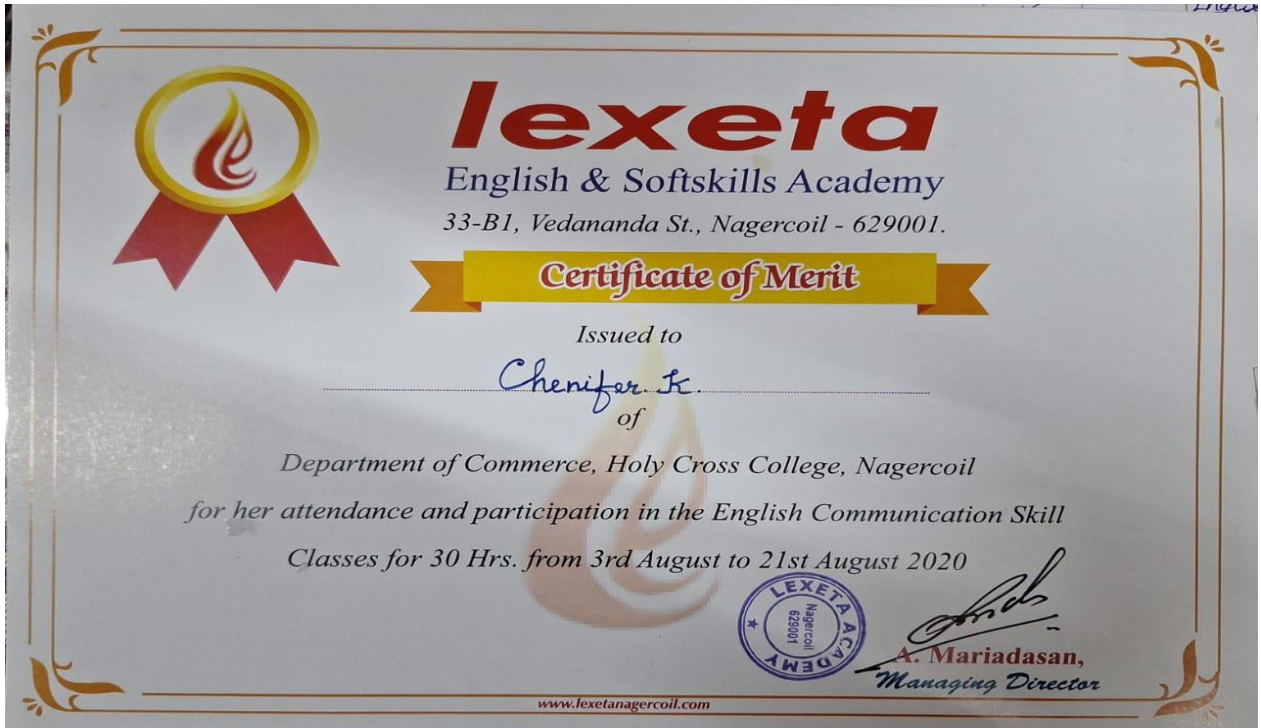 lexeta
English & Softskills Academy
33-B1, Vedananda St., Nagercoil - 629001.
Certificate of Merit
Issued to
Chenifer. K.
of
Department of Commerce, Holy Cross College, Nagercoil
for her attendance and participation in the English Communication Skill
Classes for 30 Hrs. from 3rd August to 21st August 2020
LEXETA ACADEMY
Nagercoil
629001
A. Mariadasan,
Managing Director
www.lexetanagercoil.com